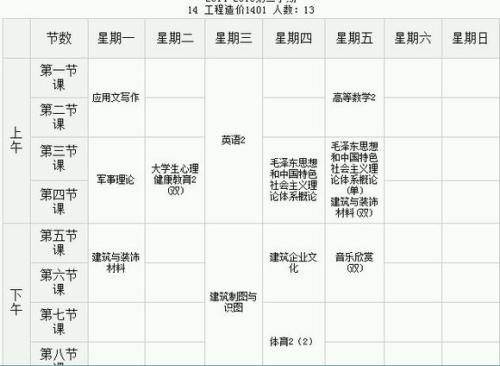 14 工程造价1401 人数：13
节数 星期一 星期二 星期三 星期四 星期五 星期六 星期日
上午
第一节课
第二节课
应用文写作
高等数学2
英语2
第三节课
第四节课
军事理论
大学生心理
健康教育2
(双)
毛泽东思想
和中国特色
社会主义理
论体系概论
毛泽东思想
和中国特色
社会主义理
论体系概论
(单)
建筑与装饰
材料(双)
下午
第五节课
第六节课
建筑与装饰
材料
建筑制图与
识图
建筑企业文
化
音乐欣赏
(双)
第七节课
第八节课
体育2（2）